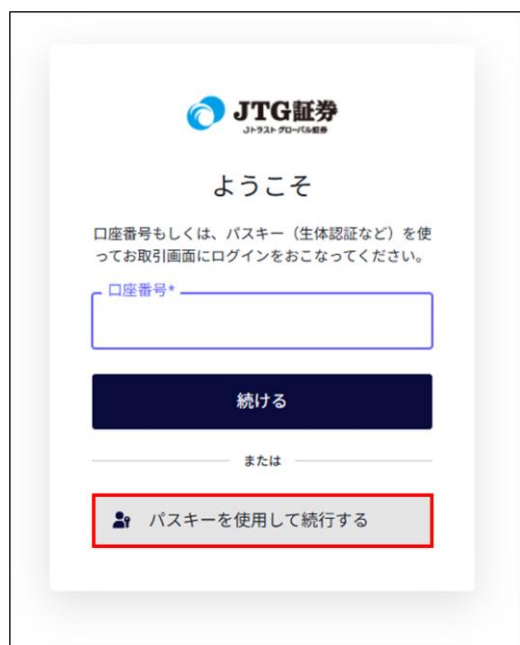 JTG証券
Jトラストグローバル証券
ようこそ
口座番号もしくは、パスキー（生体認証など）を使
ってお取引画面にログインをおこなってください。
口座番号*
続ける
または
パスキーを使用して続行する